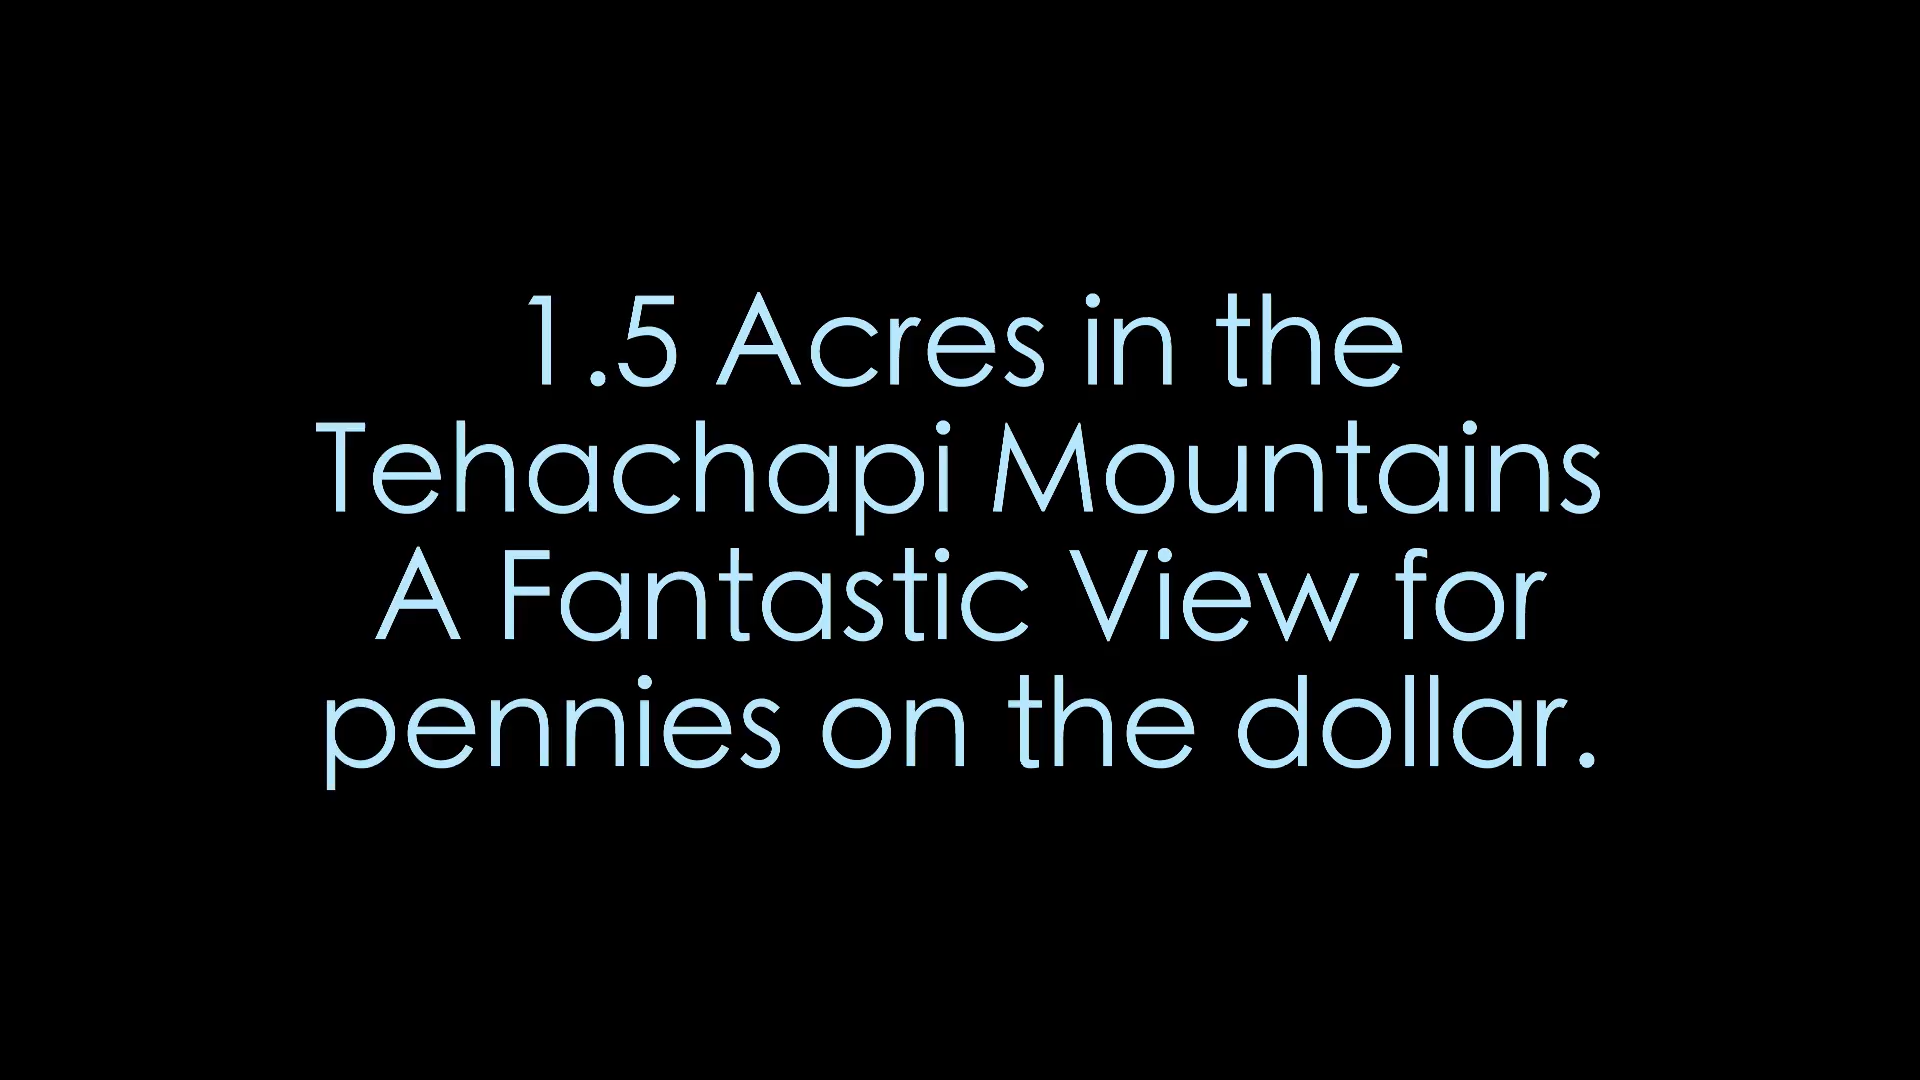 1.5 Acres in the
Tehachapi Mountains
A Fantastic View for
pennies on the dollar.